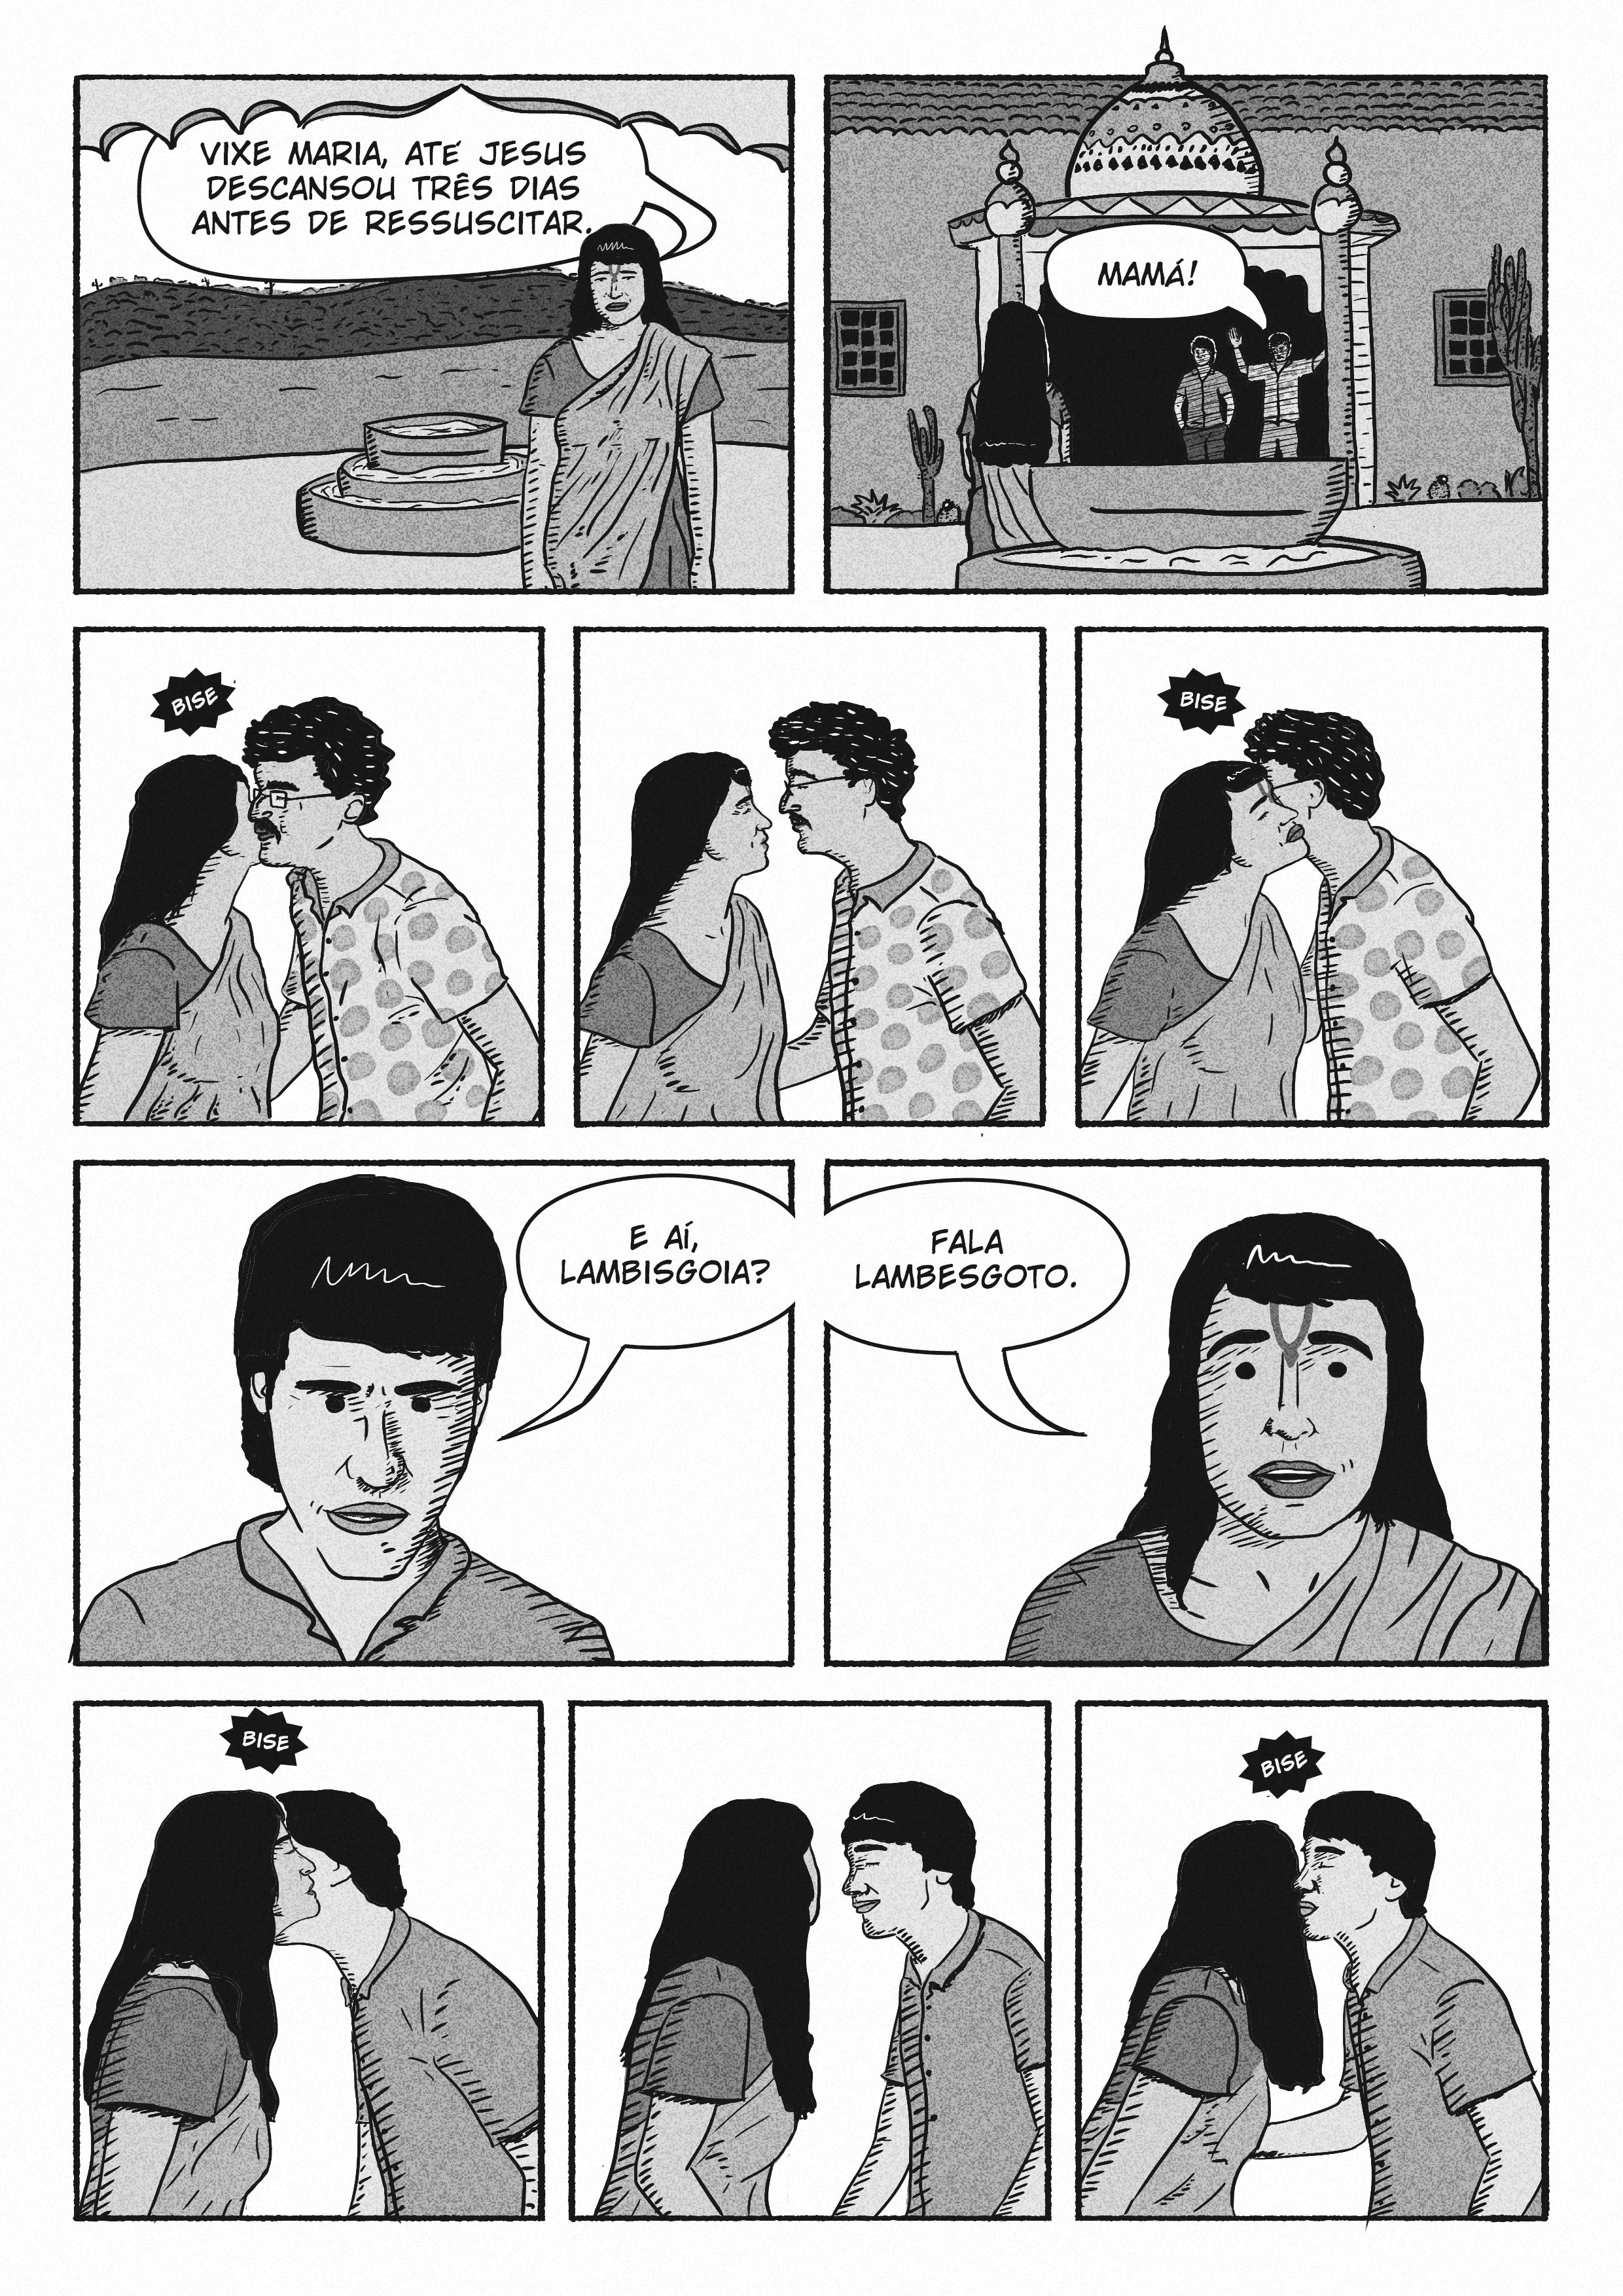 VIXE MARIA, ATÉ JESUS
DESCANSOU TRÊS DIAS
ANTES DE RESSUSCITAR.
MAMÁ!
BISE
BISE
E AÍ,
LAMBISGOIA?
FALA
LAMBESGOTO.
BISE
BISE